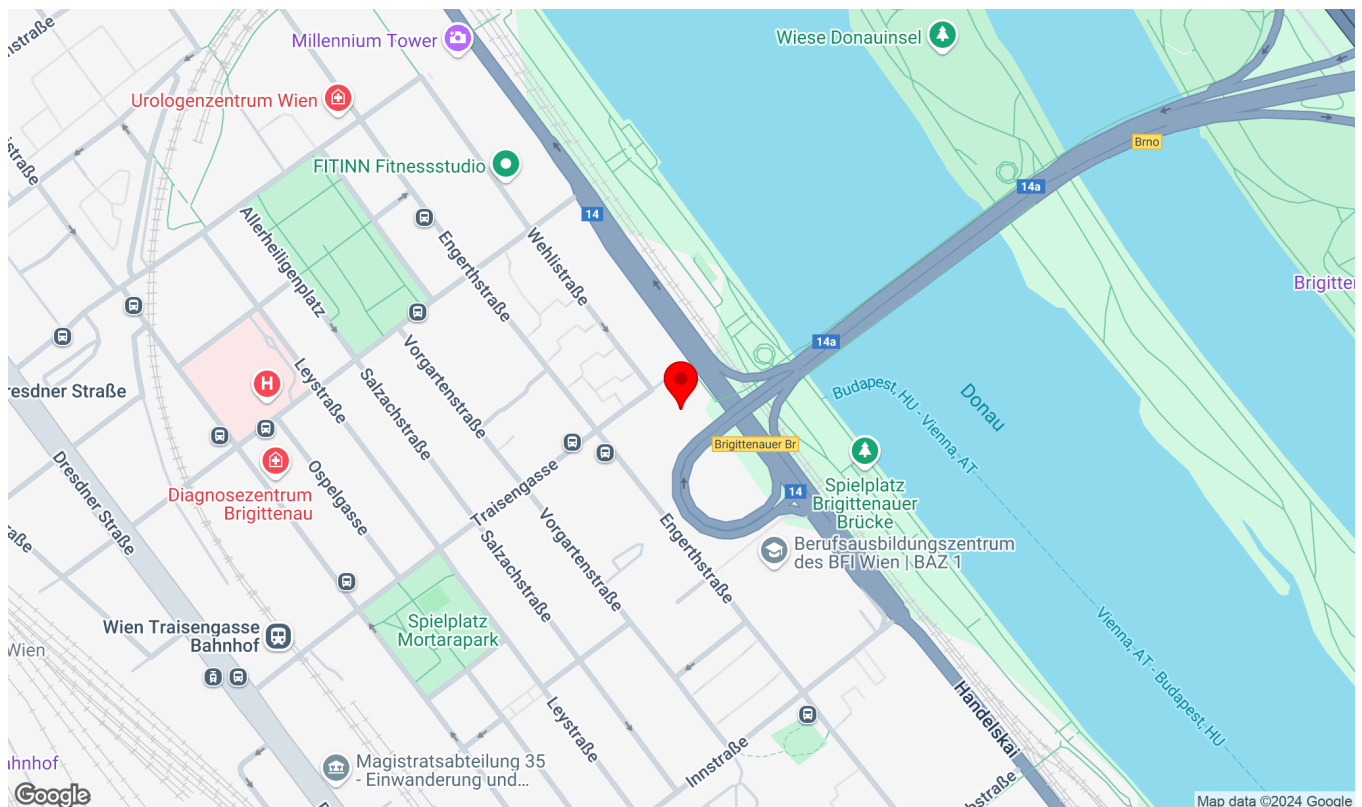 Millennium Tower
Wiese Donauinsel
Urologenzentrum Wien
Brno
FITINN Fitnessstudio
14a
14
Allerheiligenplatz
Engerthstraße
Wehlistraße
14a
Dresdner Straße
H
Leystraße
Salzachstraße
Vorgartenstraße
Budapest, HU - Vienna, AT
Donau
Brigittenauer Br
Diagnosezentrum
Brigittenau
Ospelgasse
Traisengasse
14
Spielplatz
Brigittenauer
Brücke
Berufsausbildungszentrum
des BFI Wien | BAZ 1
Salzachstraße
Vorgartenstraße
Engerthstraße
Wien Traisengasse
Bahnhof
Spielplatz
Mortarapark
Wien
Vienna, AT - Budapest, HU
Handelskai
Leystraße
Innstraße
Magistratsabteilung 35
- Einwanderung und...
Google
Map data ©2024 Google